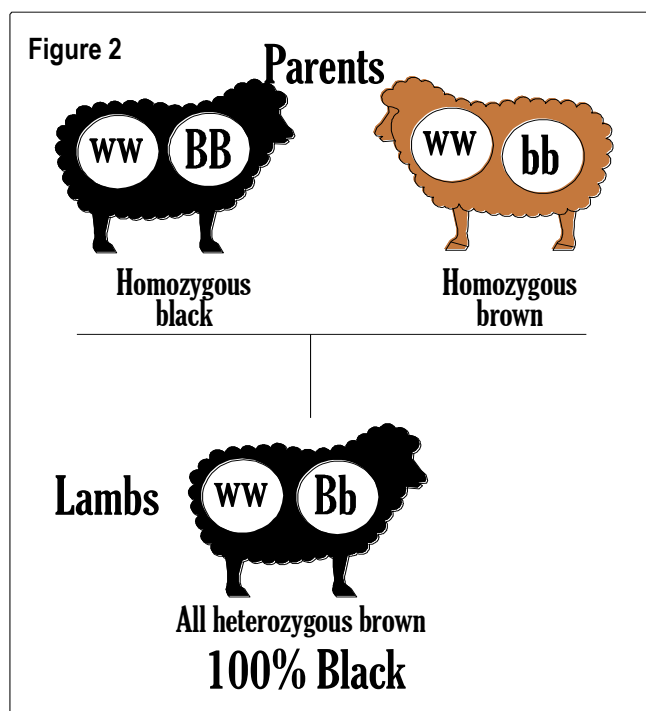 Figure 2
Parents
ww BB
ww bb
Homozygous
black
Homozygous
brown
Lambs
ww Bb
All heterozygous brown
100% Black